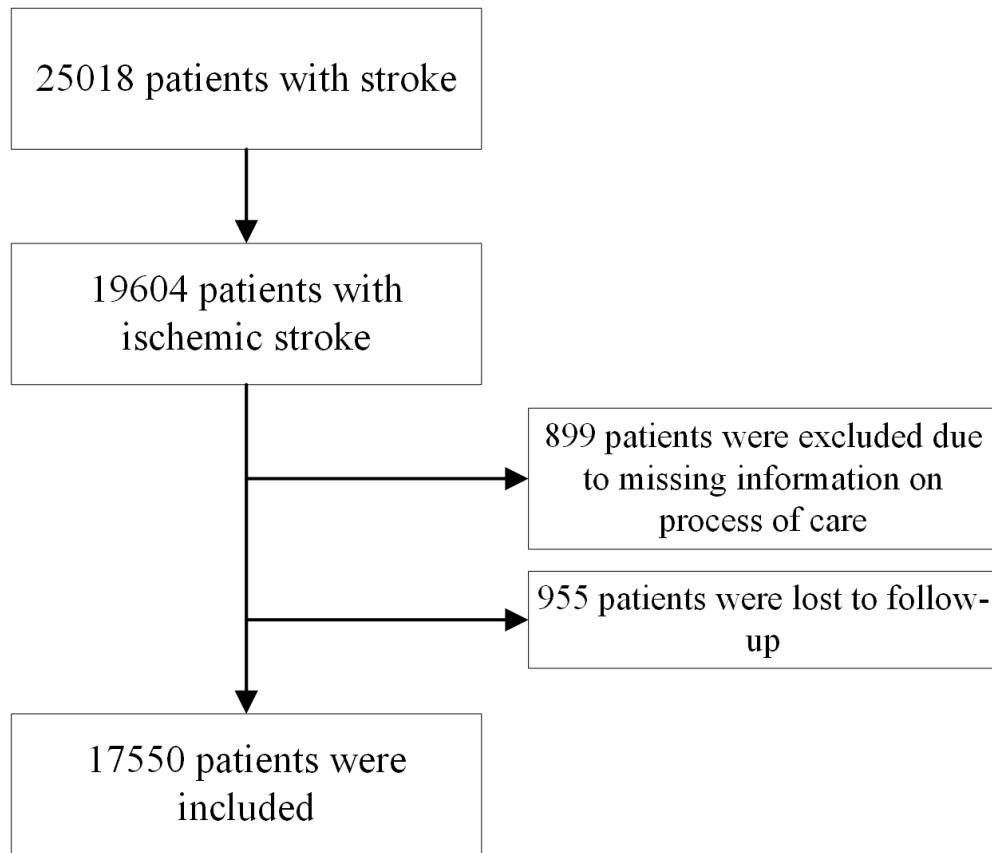 25018 patients with stroke
19604 patients with
ischemic stroke
899 patients were excluded due
to missing information on
process of care
955 patients were lost to follow-
up
17550 patients were
included